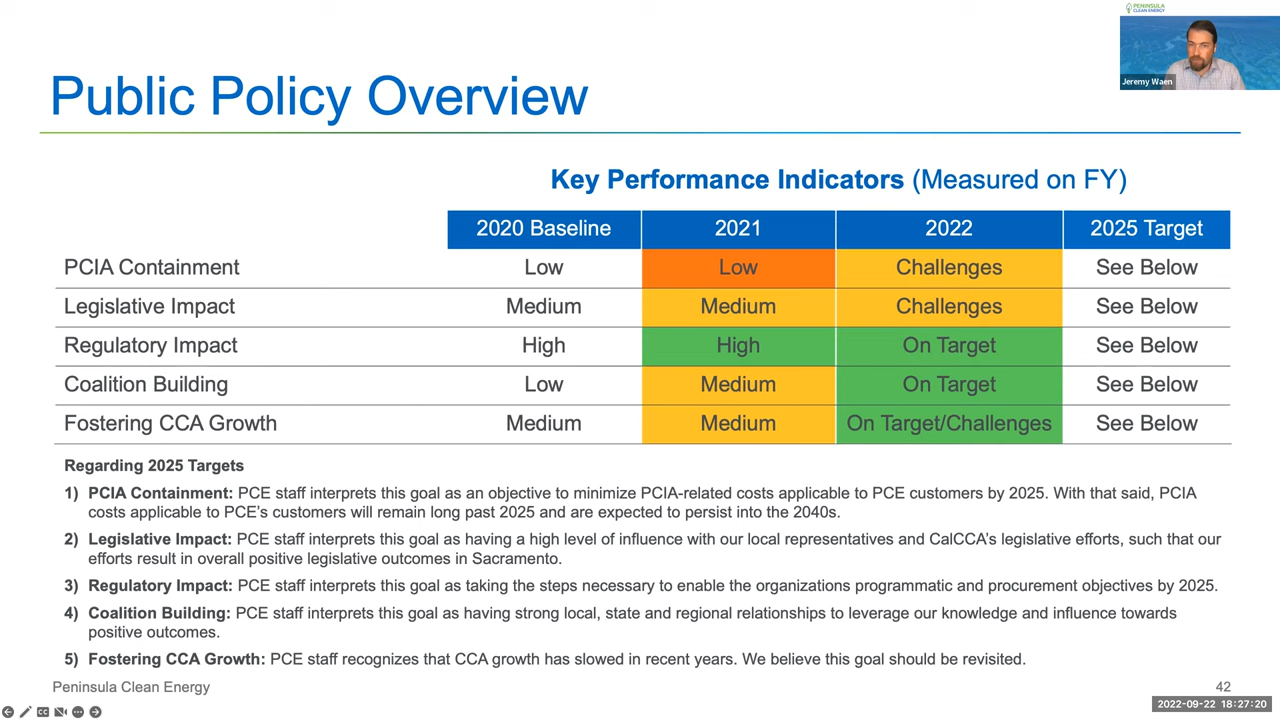 PENINSULA
CLEAN ENERGY
Jeremy Waen
Public Policy Overview
Key Performance Indicators (Measured on FY)
2020 Baseline 2021 2022 2025 Target
PCIA Containment Low Low Challenges See Below
Legislative Impact Medium Medium Challenges See Below
Regulatory Impact High High On Target See Below
Coalition Building Low Medium On Target See Below
Fostering CCA Growth Medium Medium On Target/Challenges See Below
Regarding 2025 Targets
1) PCIA Containment: PCE staff interprets this goal as an objective to minimize PCIA-related costs applicable to PCE customers by 2025. With that said, PCIA
costs applicable to PCE's customers will remain long past 2025 and are expected to persist into the 2040s.
2) Legislative Impact: PCE staff interprets this goal as having a high level of influence with our local representatives and CalCCA's legislative efforts, such that our
efforts result in overall positive legislative outcomes in Sacramento.
3) Regulatory Impact: PCE staff interprets this goal as taking the steps necessary to enable the organizations programmatic and procurement objectives by 2025.
4) Coalition Building: PCE staff interprets this goal as having strong local, state and regional relationships to leverage our knowledge and influence towards
positive outcomes.
5) Fostering CCA Growth: PCE staff recognizes that CCA growth has slowed in recent years. We believe this goal should be revisited.
Peninsula Clean Energy 42
2022-09-22 18:27:20
CC